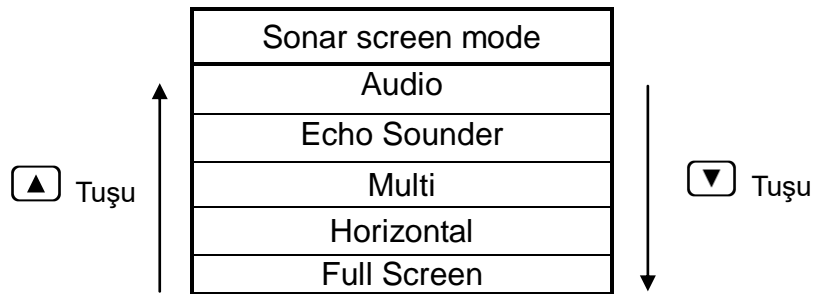 Sonar screen mode
Audio
Echo Sounder
Multi
▲ Tuşu
▼ Tuşu
Horizontal
Full Screen